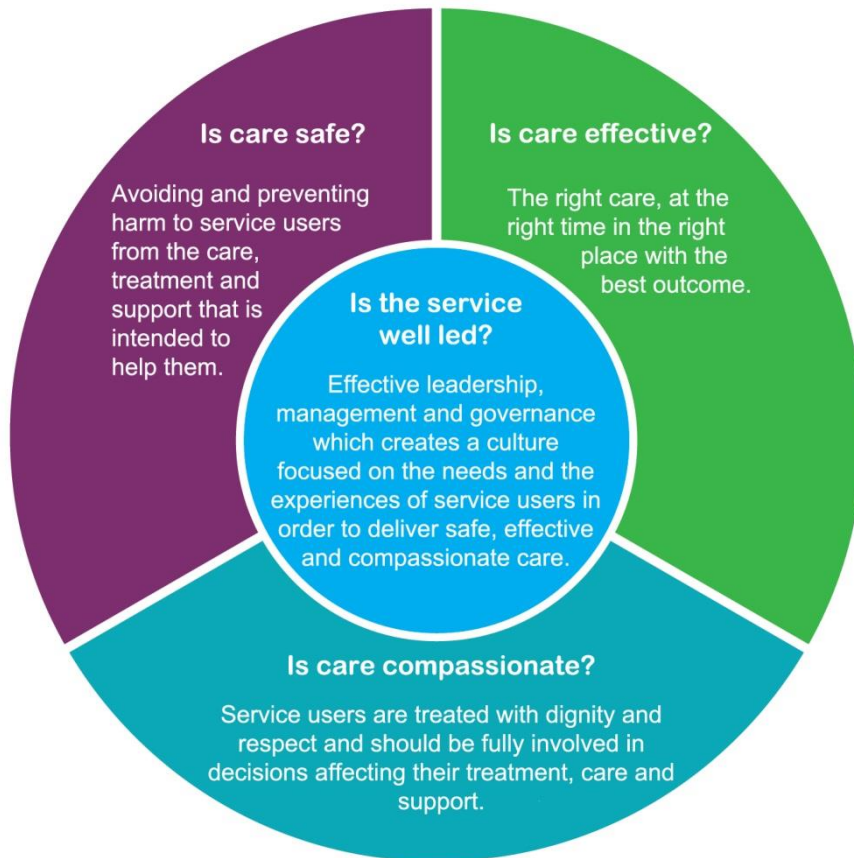 Is care safe?
Avoiding and preventing
harm to service users
from the care,
treatment and
support that is
intended to
help them.
Is care effective?
The right care, at the
right time in the right
place with the
best outcome.
Is the service
well led?
Effective leadership,
management and governance
which creates a culture
focused on the needs and the
experiences of service users in
order to deliver safe, effective
and compassionate care.
Is care compassionate?
Service users are treated with dignity and
respect and should be fully involved in
decisions affecting their treatment, care and
support.